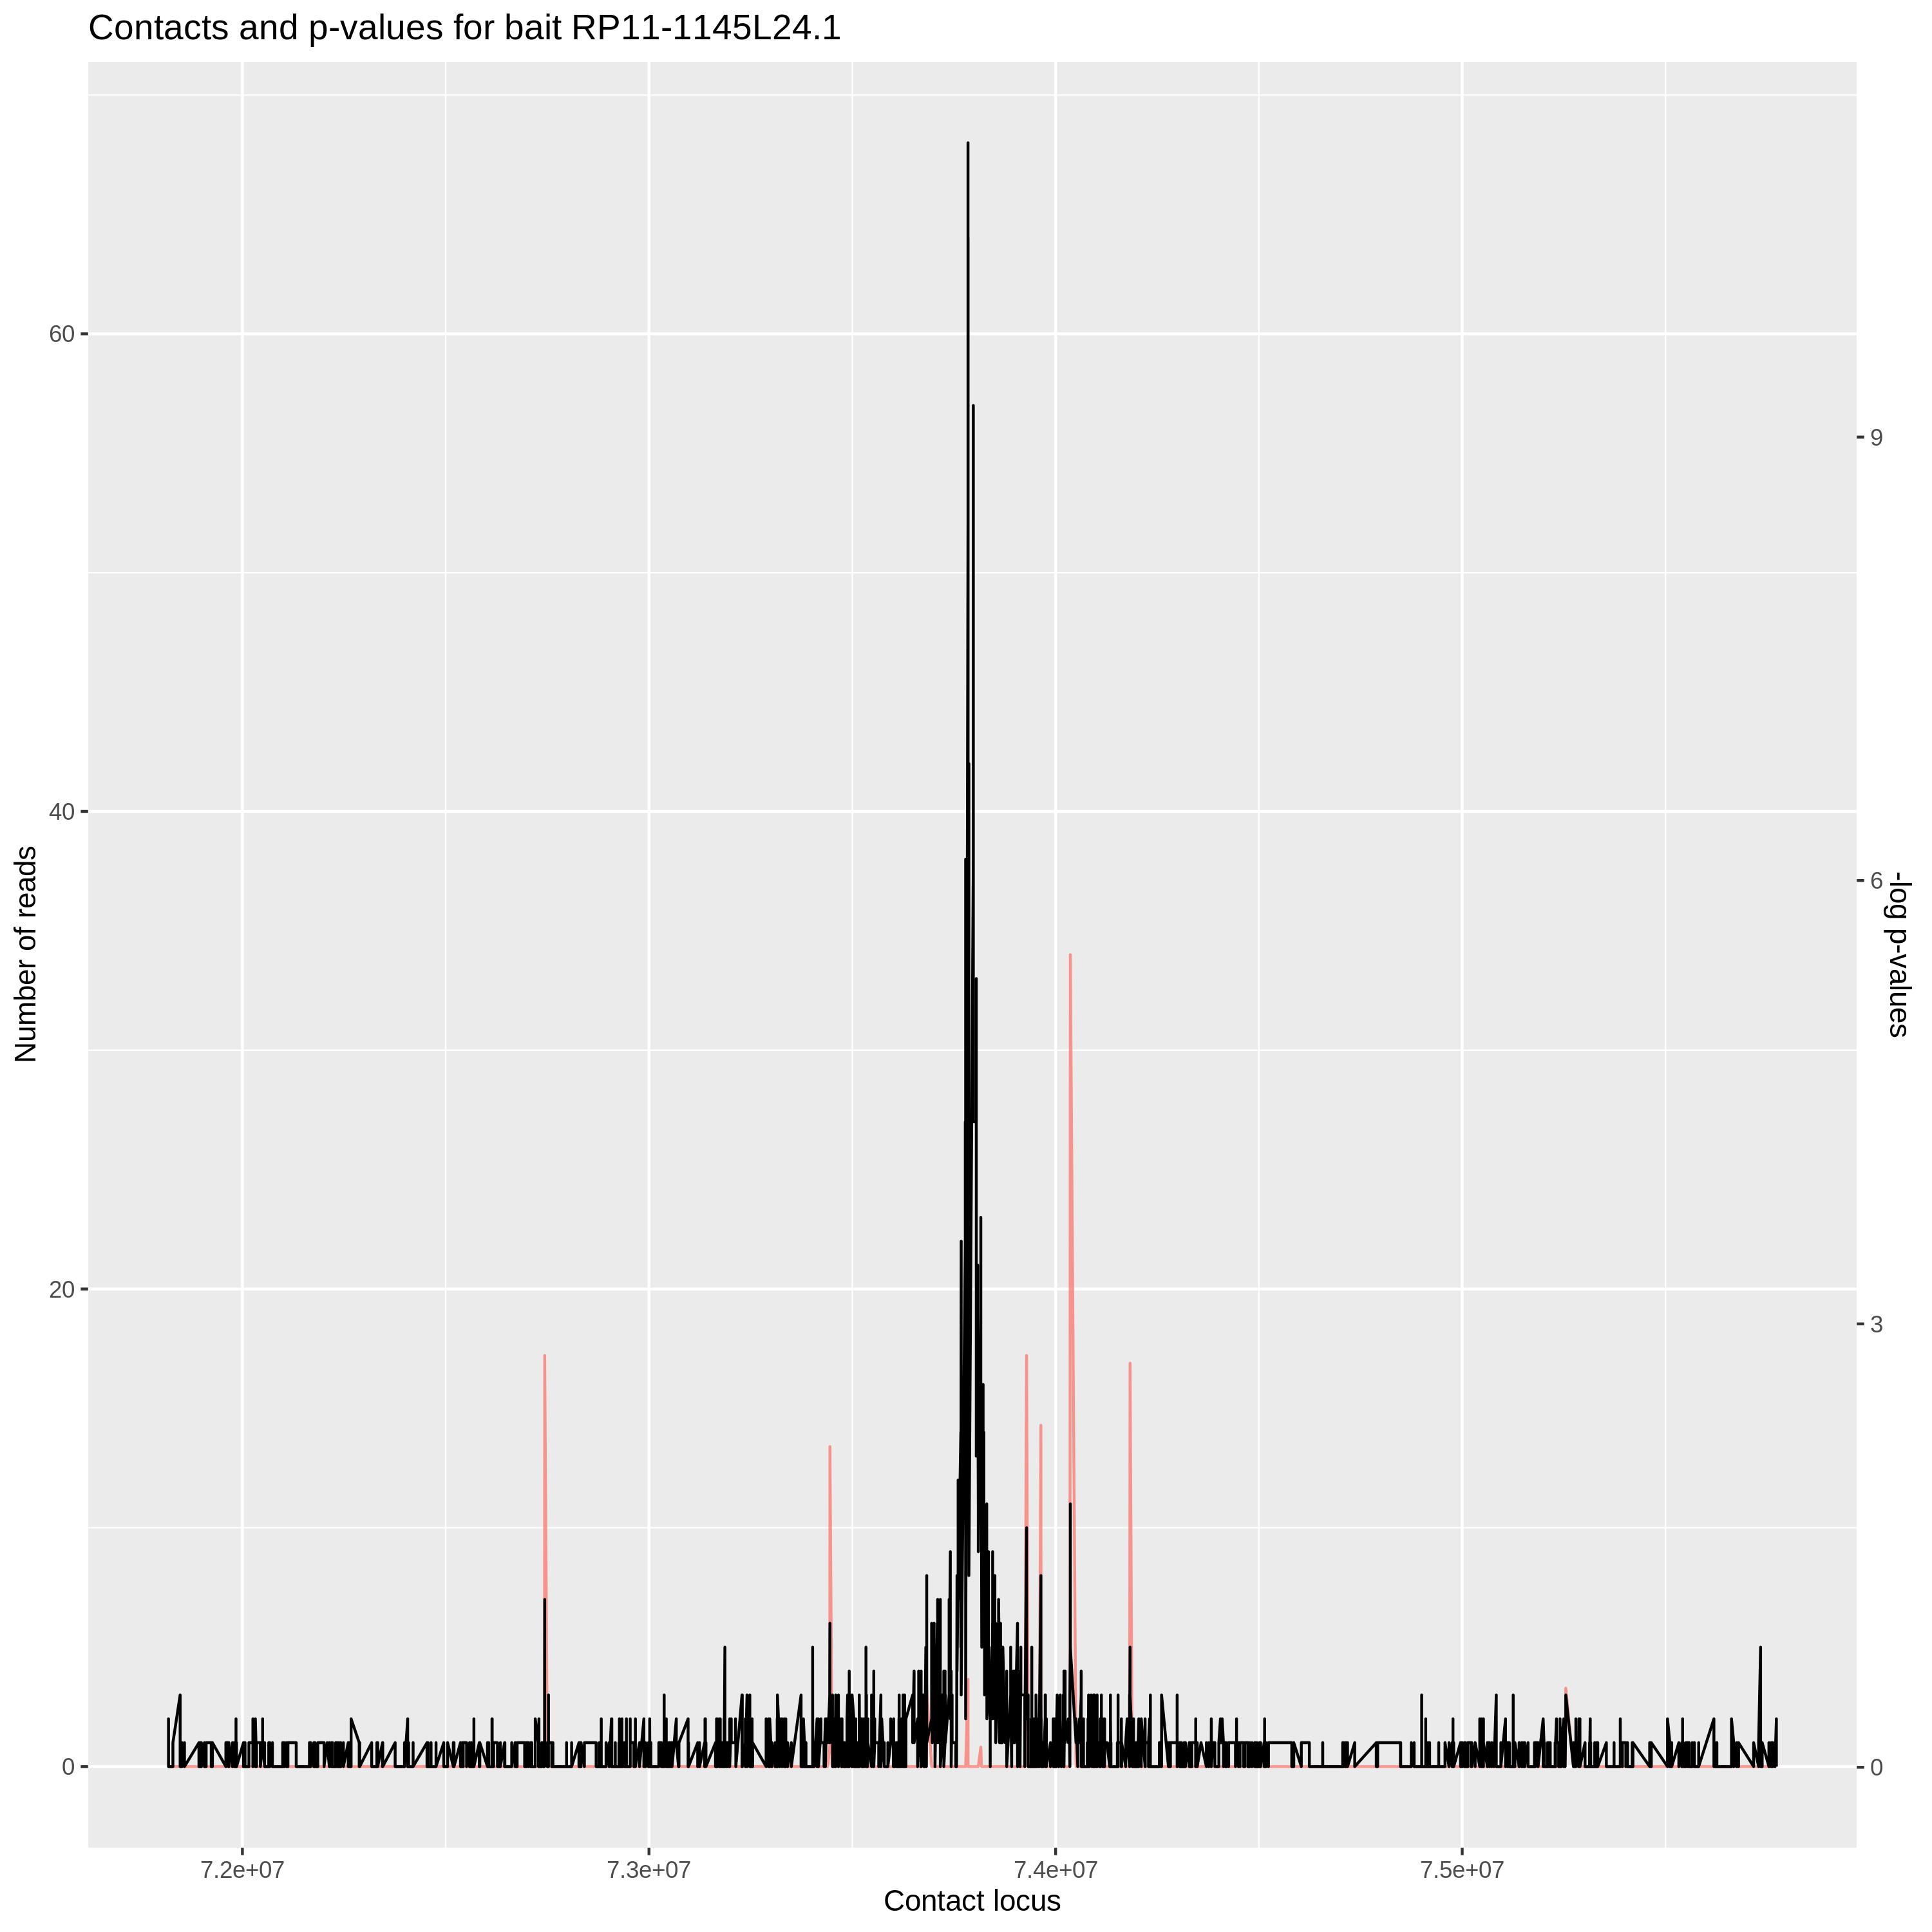 Contacts and p-values for bait RP11-1145L24.1
60
40
20
0
9
6
3
0
Number of reads
-log p-values
7.2e+07
7.3e+07
7.4e+07
7.5e+07
Contact locus